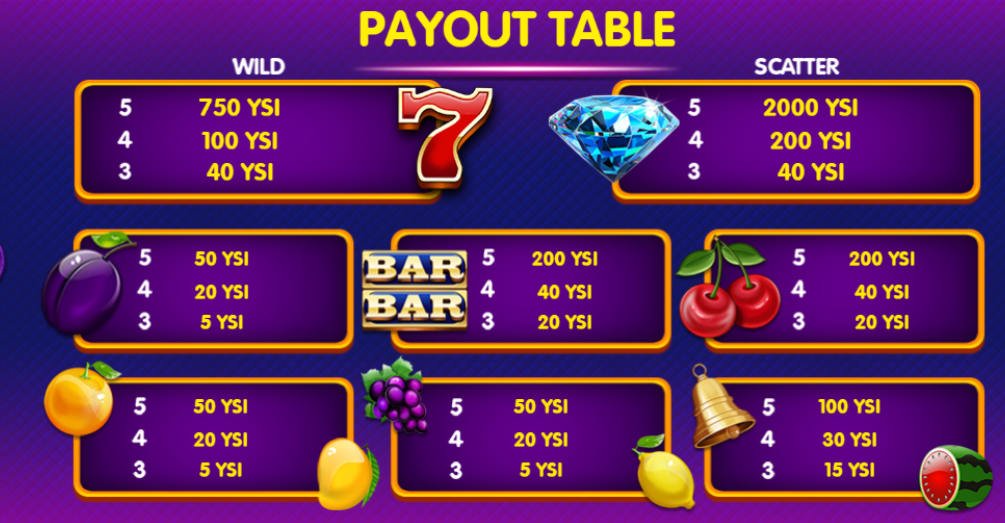 PAYOUT TABLE
WILD
5 750 YSI
4 100 YSI
3 40 YSI
7
SCATTER
5 2000 YSI
4 200 YSI
3 40 YSI
5 50 YSI
4 20 YSI
3 5 YSI
BAR
BAR
5 200 YSI
4 40 YSI
3 20 YSI
5 200 YSI
4 40 YSI
3 20 YSI
5 50 YSI
4 20 YSI
3 5 YSI
5 50 YSI
4 20 YSI
3 5 YSI
5 100 YSI
4 30 YSI
3 15 YSI